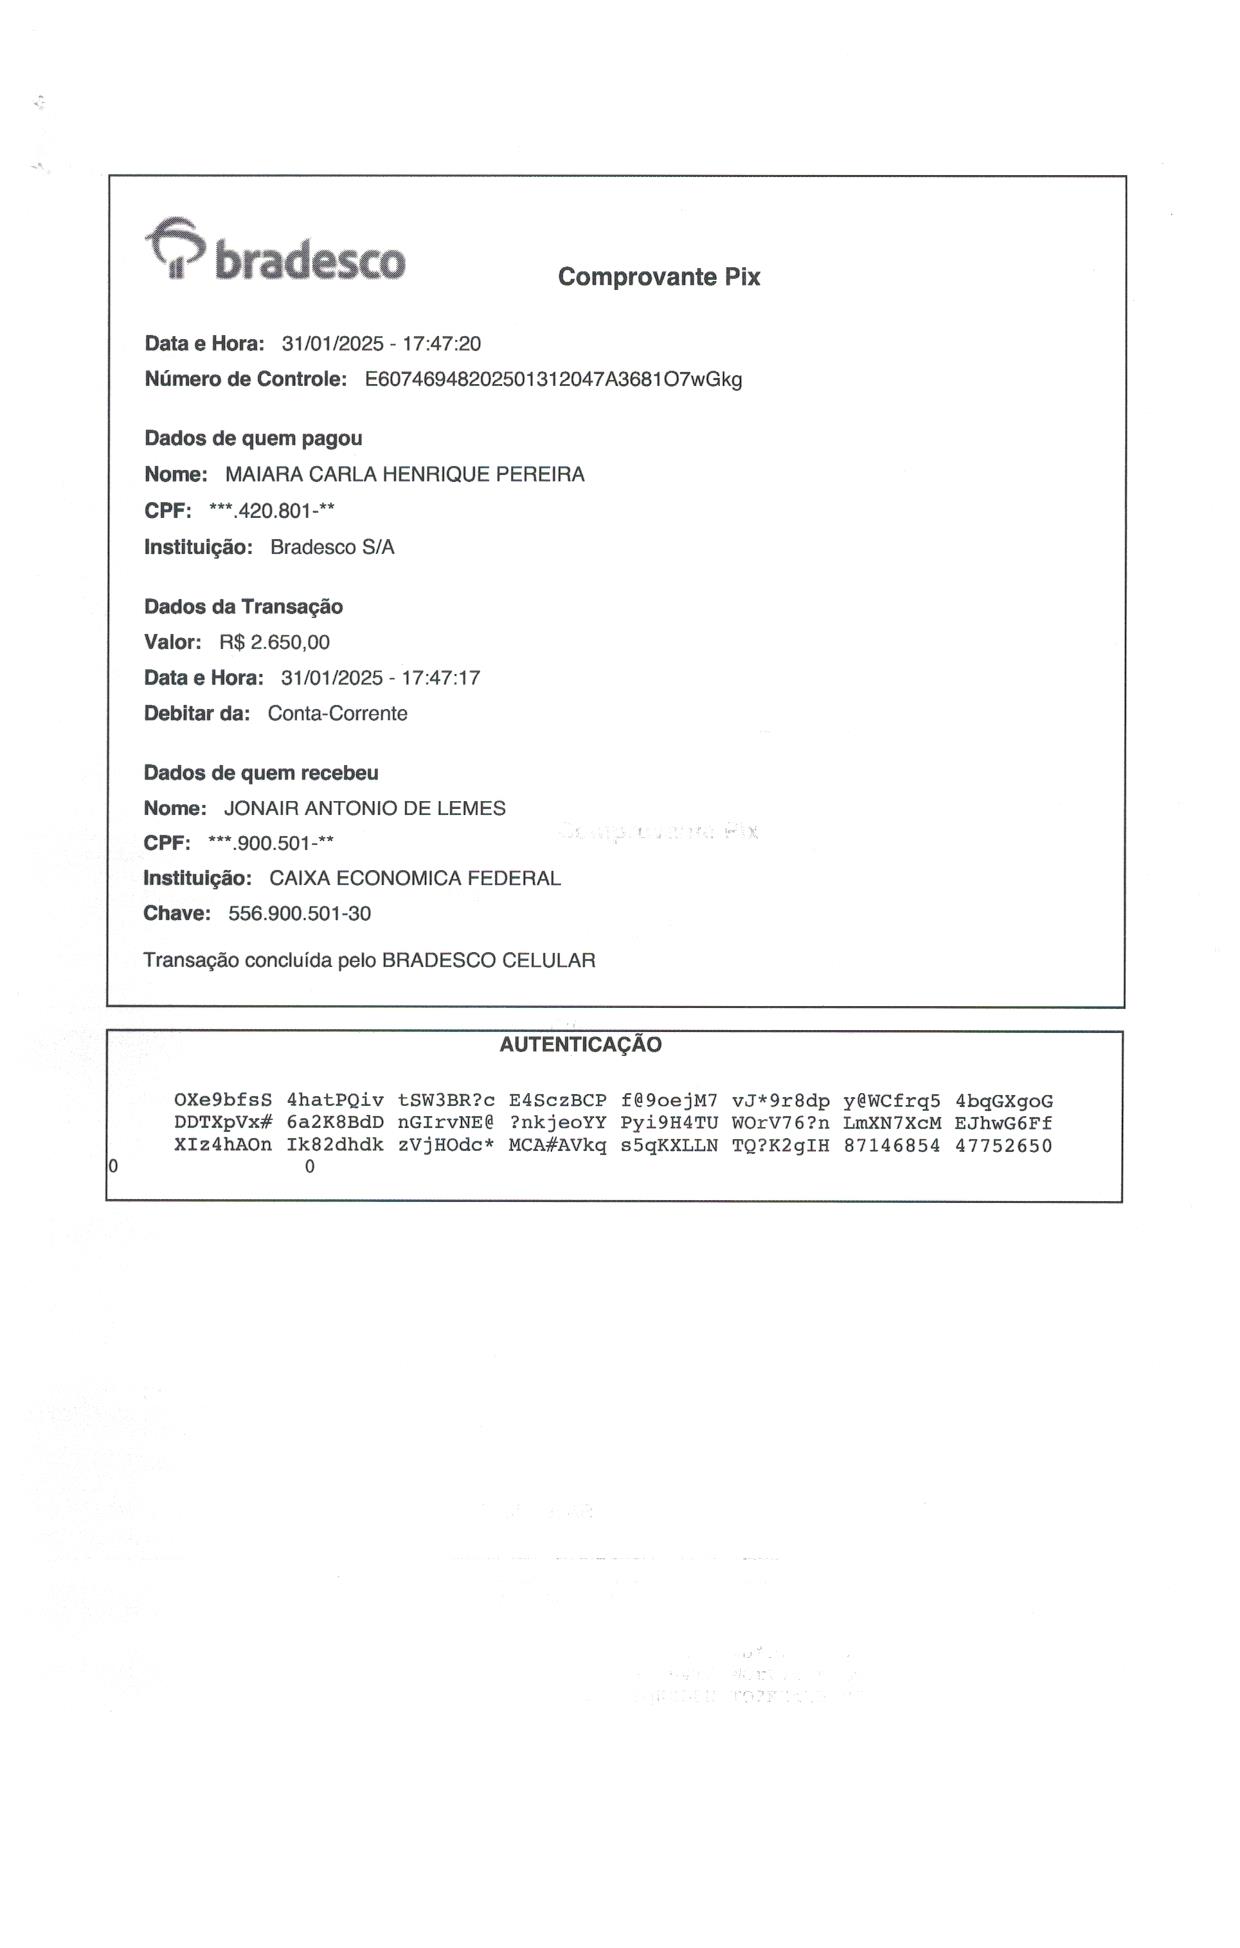 bradesco
Comprovante Pix
Data e Hora: 31/01/2025 - 17:47:20
Número de Controle: E60746948202501312047A3681O7wGkg
Dados de quem pagou
Nome: MAIARA CARLA HENRIQUE PEREIRA
CPF: ***.420.801-**
Instituição: Bradesco S/A
Dados da Transação
Valor: R$ 2.650,00
Data e Hora: 31/01/2025 - 17:47:17
Debitar da: Conta-Corrente
Dados de quem recebeu
Nome: JONAIR ANTONIO DE LEMES
Comprovante Pix
CPF: ***.900.501-**
Instituição: CAIXA ECONOMICA FEDERAL
Chave: 556.900.501-30
Transação concluída pelo BRADESCO CELULAR
AUTENTICAÇÃO
OXe9bfsS 4hatPQiv tSW3BR?c E4SczBCP f@9oejM7 vJ*9r8dp y@WCfrq5 4bqGXgoG
DDTXpVx# 6a2K8BdD nGIrvNE@ ?nkjeoYY Pyi9H4TU WOrV76?n LmXN7XcM EJhwG6Ff
XIz4hAOn Ik82dhdk zVjHOdc* MCA#AVkq s5qKXLLN TQ?K2gIH 87146854 47752650
0 0